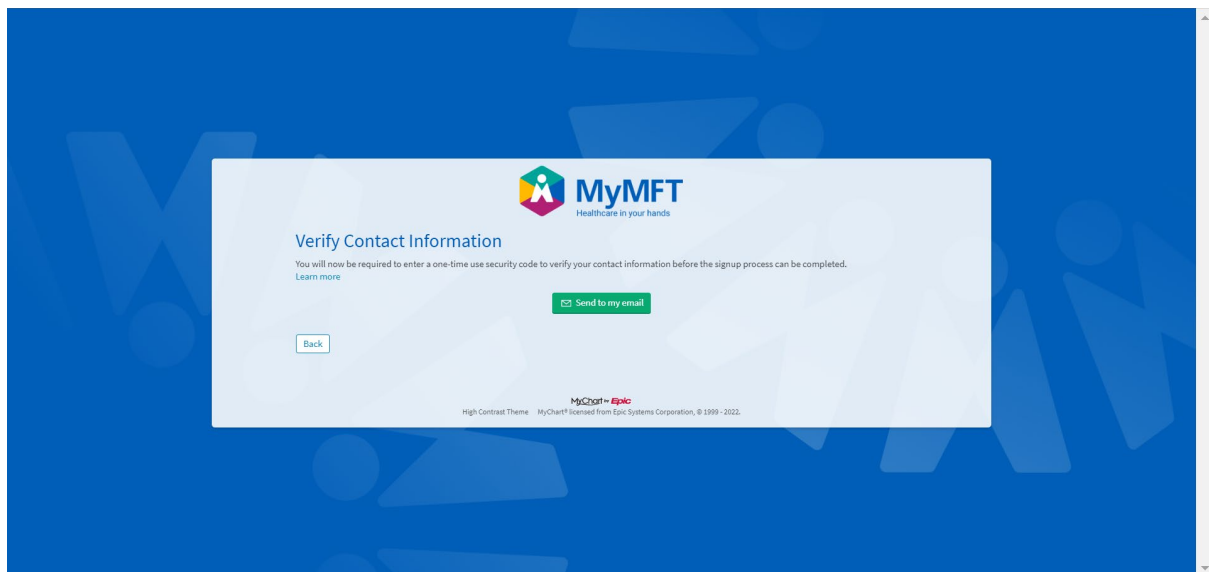 MyMFT
Healthcare in your hands
Verify Contact Information
You will now be required to enter a one-time use security code to verify your contact information before the signup process can be completed.
Learn more
Send to my email
Back
MyChart by Epic
High Contrast Theme MyChart® licensed from Epic Systems Corporation, © 1999 - 2022.